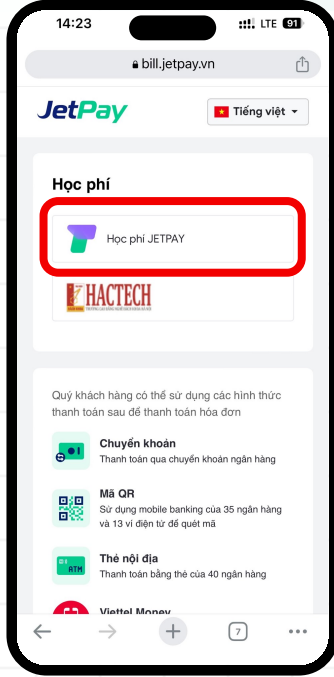 14:23 LTE 91
bill.jetpay.vn
JetPay Tiếng việt
Học phí
Học phí JETPAY
HACTECH
Quý khách hàng có thể sử dụng các hình thức
thanh toán sau để thanh toán hóa đơn
Chuyển khoản
Thanh toán qua chuyển khoản ngân hàng
Mã QR
Sử dụng mobile banking của 35 ngân hàng
và 13 ví điện tử để quét mã
Thẻ nội địa
ATM
Thanh toán bằng thẻ của 40 ngân hàng
Viettel Money
7